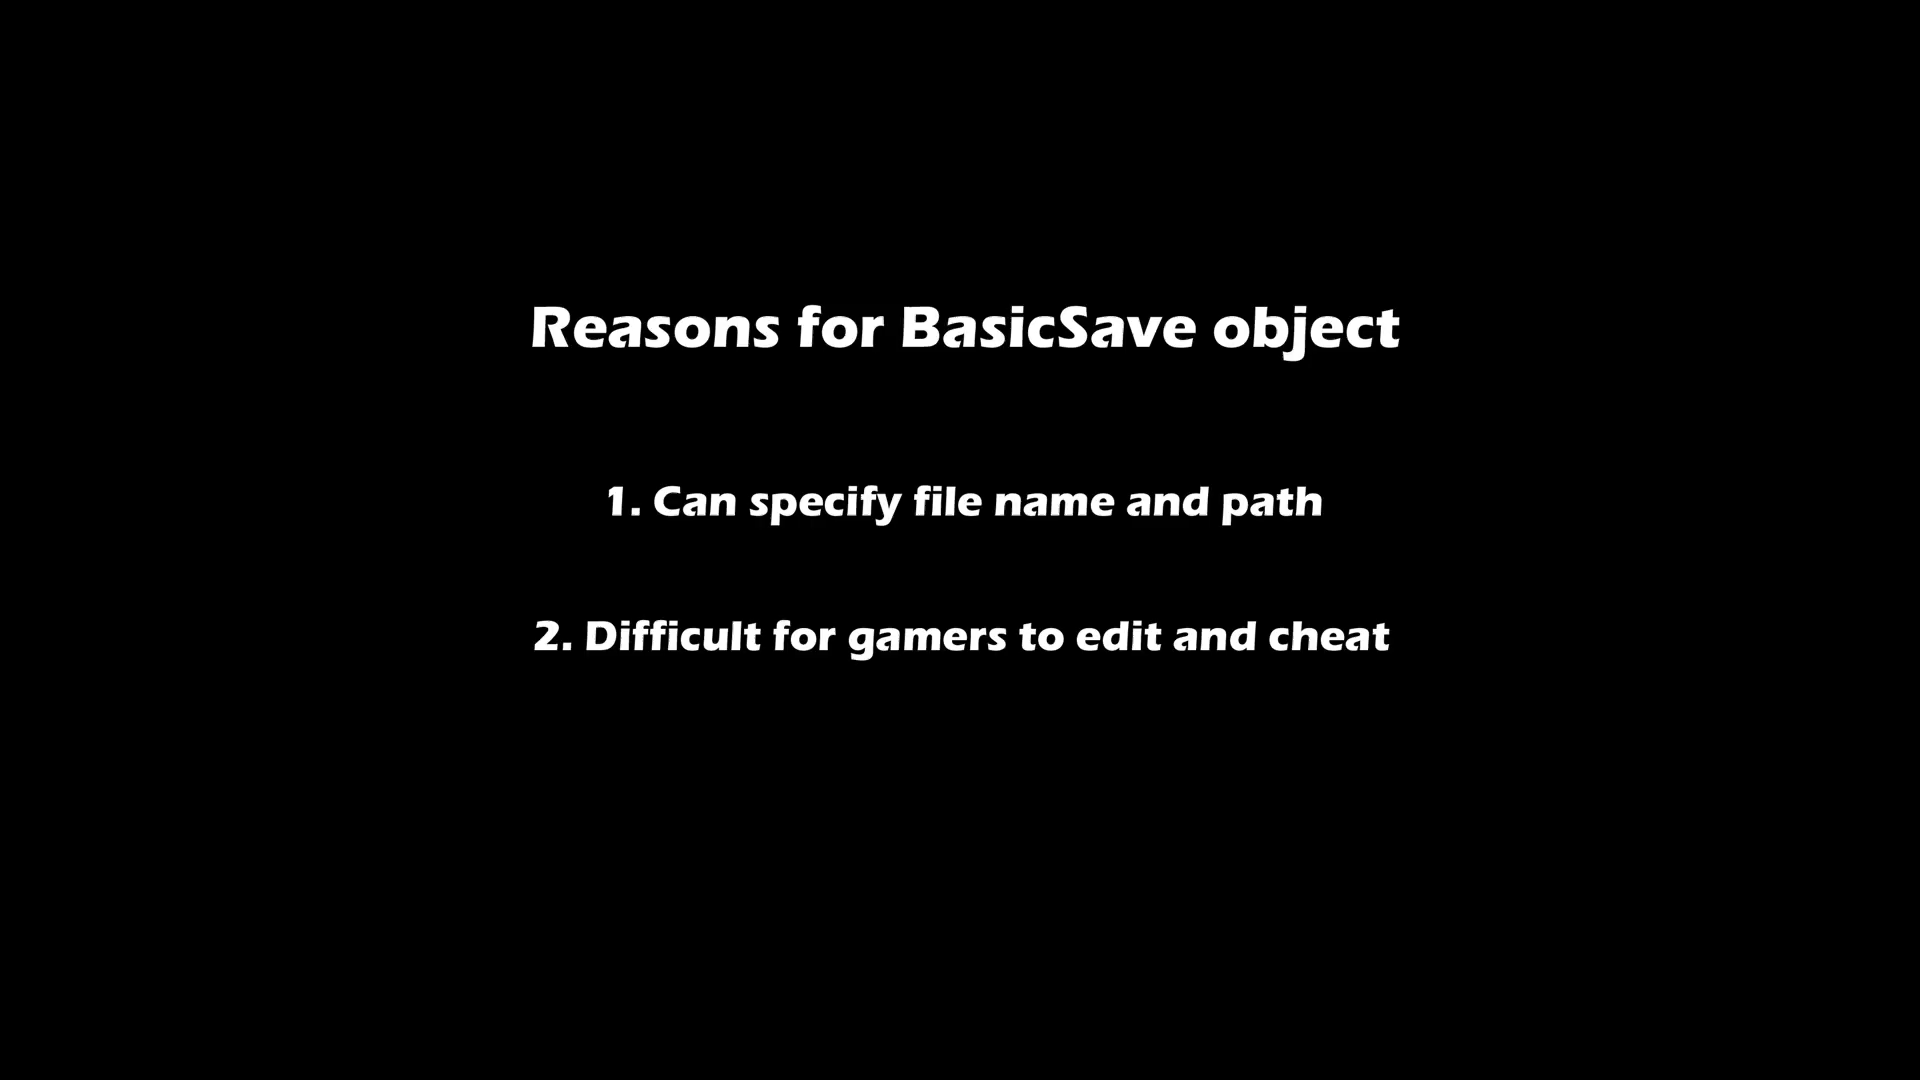 Reasons for BasicSave object
1. Can specify file name and path
2. Difficult for gamers to edit and cheat